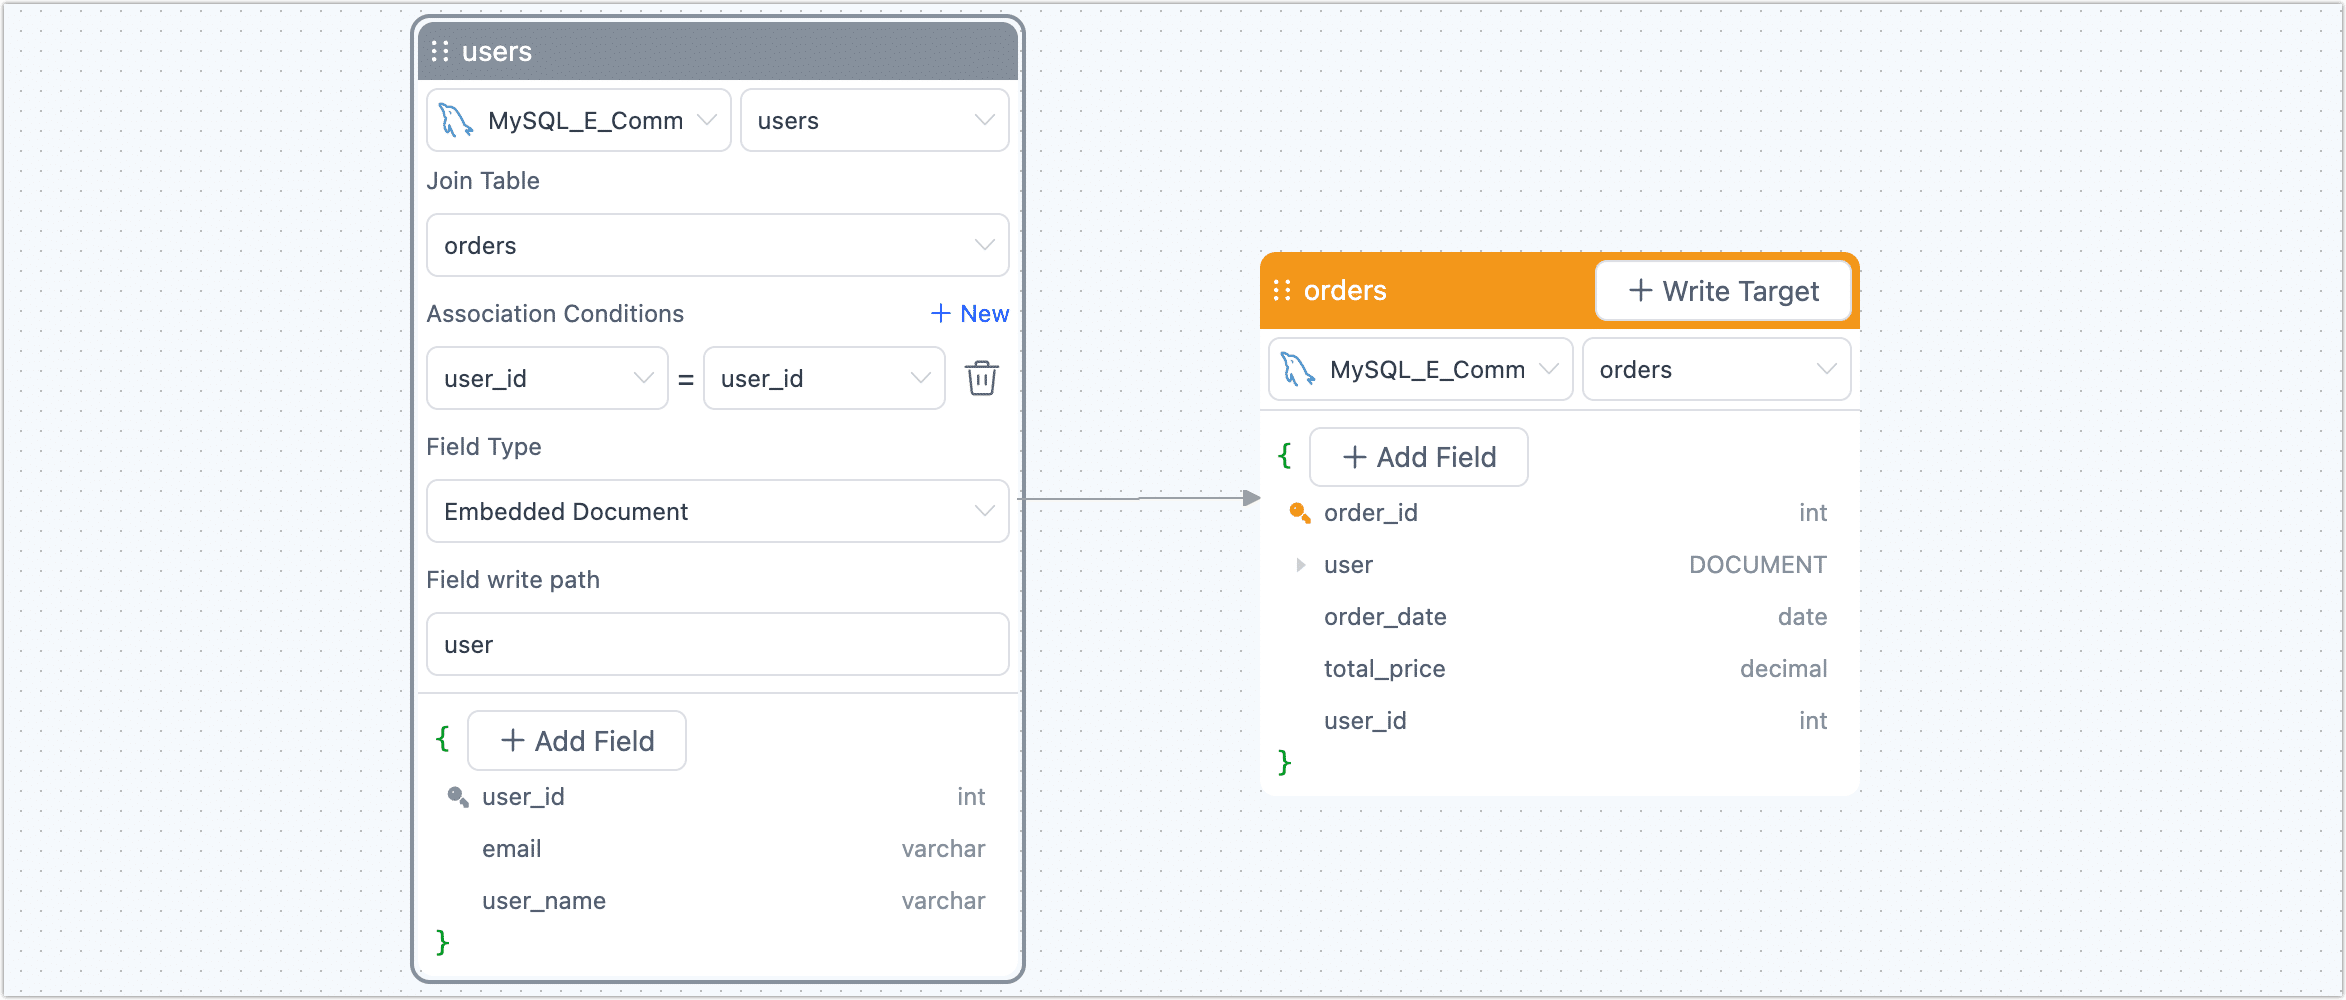 users
MySQL_E_Comm users
Join Table
orders
Association Conditions + New
user_id = user_id
Field Type
Embedded Document
Field write path
user
{ + Add Field
user_id int
email varchar
user_name varchar
}
orders + Write Target
MySQL_E_Comm orders
{ + Add Field
order_id int
user DOCUMENT
order_date date
total_price decimal
user_id int
}